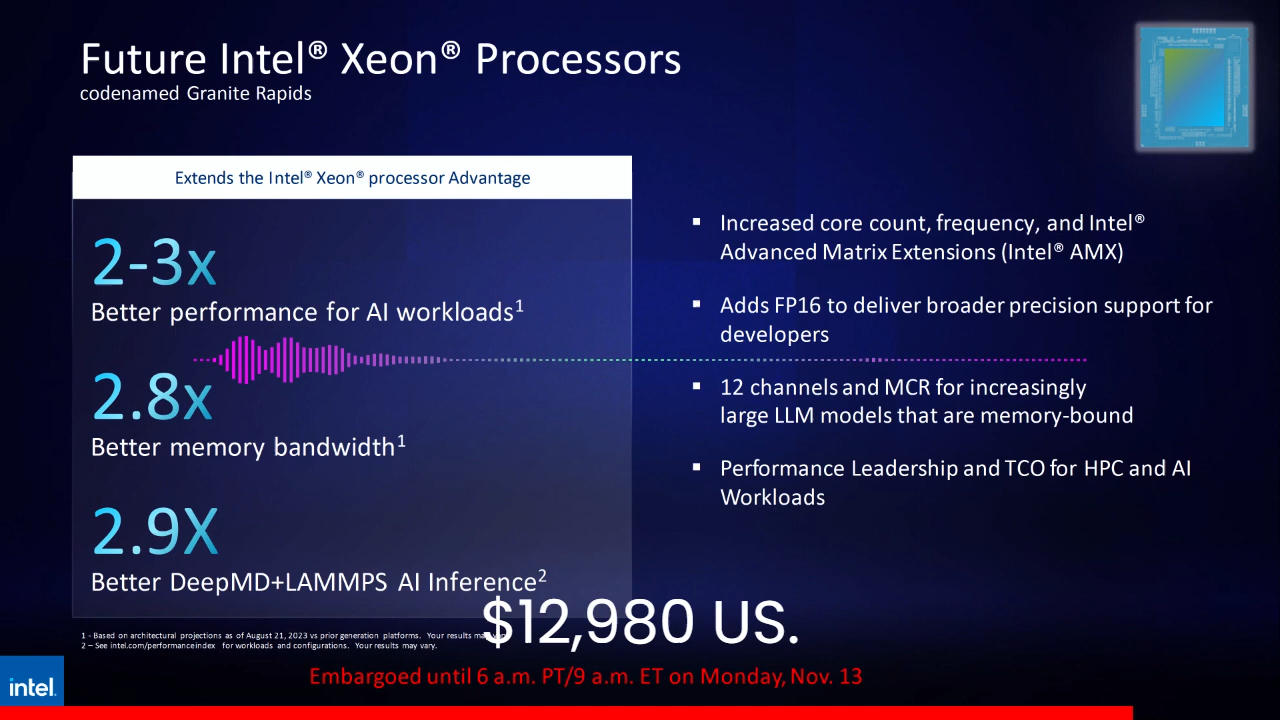 Future Intel® Xeon® Processors
codenamed Granite Rapids
Extends the Intel® Xeon® processor Advantage
2-3x
Better performance for AI workloads1
2.8x
Better memory bandwidth1
2.9X
Better DeepMD+LAMMPS AI Inference2
▪ Increased core count, frequency, and Intel®
Advanced Matrix Extensions (Intel® AMX)
▪ Adds FP16 to deliver broader precision support for
developers
▪ 12 channels and MCR for increasingly
large LLM models that are memory-bound
▪ Performance Leadership and TCO for HPC and AI
Workloads
$12,980 US.
1 - Based on architectural projections as of August 21, 2023 vs prior generation platforms. Your results
2 – See intel.com/performanceindex for workloads and configurations. Your results may vary.
Embargoed until 6 a.m. PT/9 a.m. ET on Monday, Nov. 13
intel.